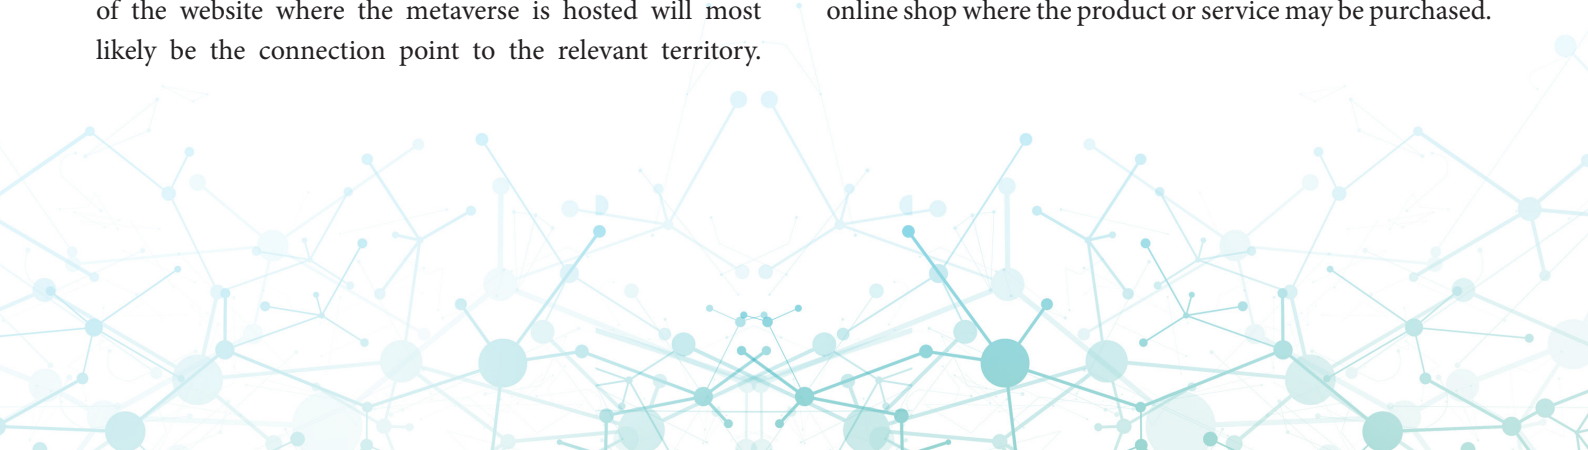 of the website where the metaverse is hosted will most
likely be the connection point to the relevant territory.
online shop where the product or service may be purchased.